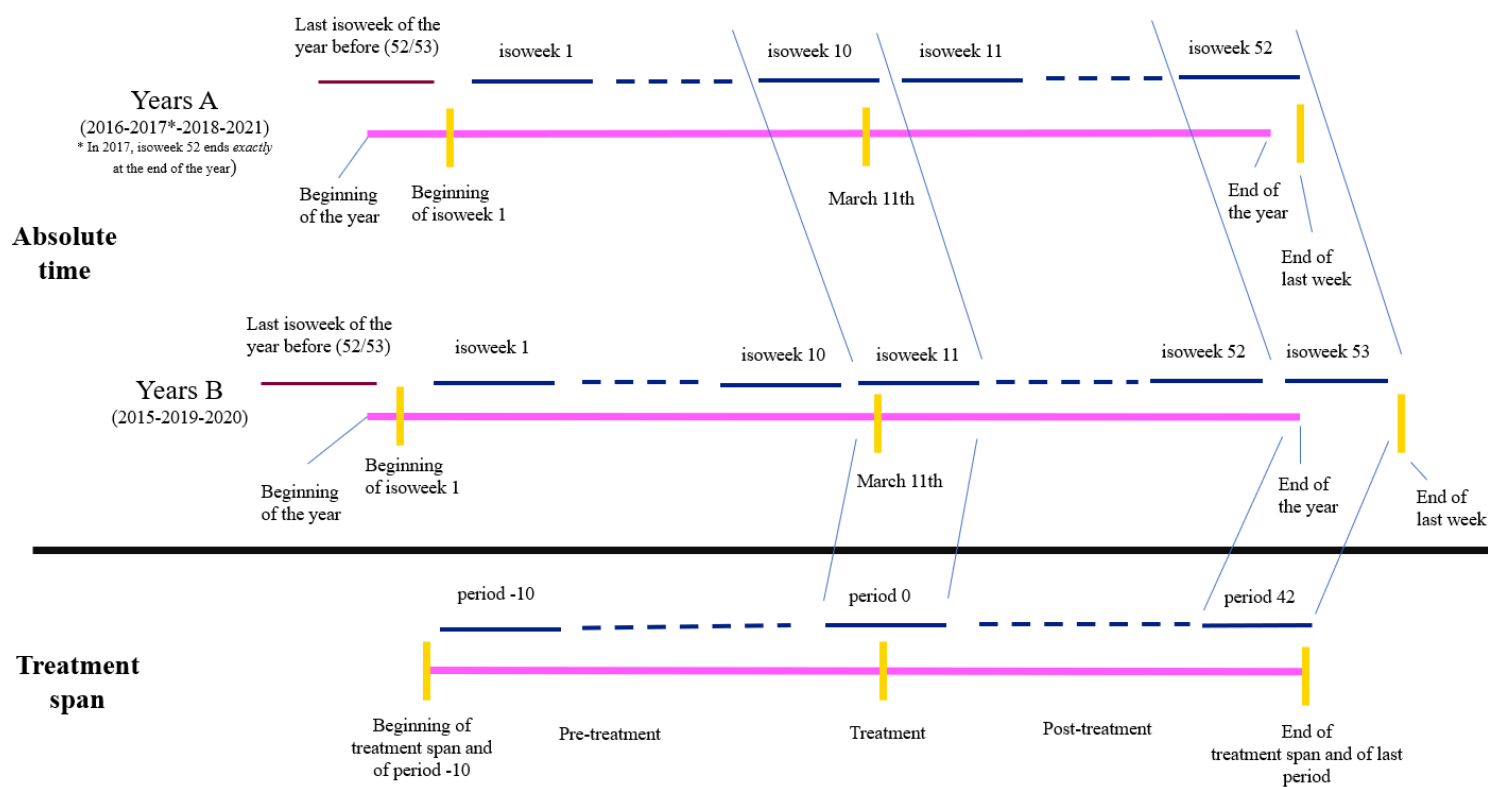 Last isoweek of the
year before (52/53)
isoweek 1
isoweek 10
isoweek 11
isoweek 52
Years A
(2016-2017*-2018-2021)
* In 2017, isoweek 52 ends exactly
at the end of the year)
Beginning
of the year
Beginning
of isoweek 1
March 11th
End of
the year
End of
last week
Absolute
time
Last isoweek of the
year before (52/53)
isoweek 1
isoweek 10
isoweek 11
isoweek 52
isoweek 53
Years B
(2015-2019-2020)
Beginning
of the year
Beginning
of isoweek 1
March 11th
End of
the year
End of
last week
period -10
period 0
period 42
Treatment
span
Beginning of
treatment span and
of period -10
Pre-treatment
Treatment
Post-treatment
End of
treatment span and of last
period